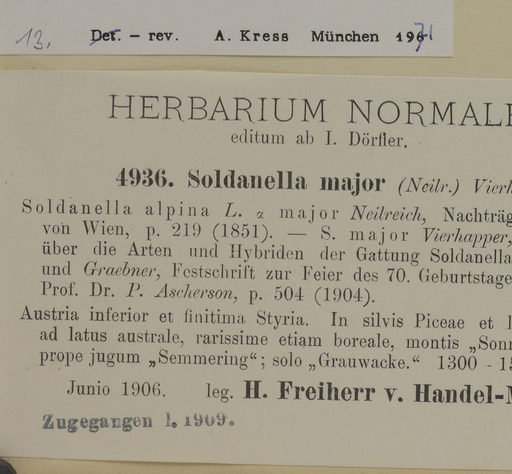 13. Det. – rev. A. Kress München 1971
HERBARIUM NORMALE
editum ab I. Dörfler.
4936. Soldanella major (Neilr.) Vierh
Soldanella alpina L. α major Neilreich, Nachträg
von Wien, p. 219 (1851). — S. major Vierhapper,
über die Arten und Hybriden der Gattung Soldanella
und Graebner, Festschrift zur Feier des 70. Geburtstage
Prof. Dr. P. Ascherson, p. 504 (1904).
Austria inferior et finitima Styria. In silvis Piceae et
ad latus australe, rarissime etiam boreale, montis „Sonn
prope jugum „Semmering“; solo „Grauwacke.“ 1300 - 15
Junio 1906. leg. H. Freiherr v. Handel-M
Zugegangen 1. 1909.